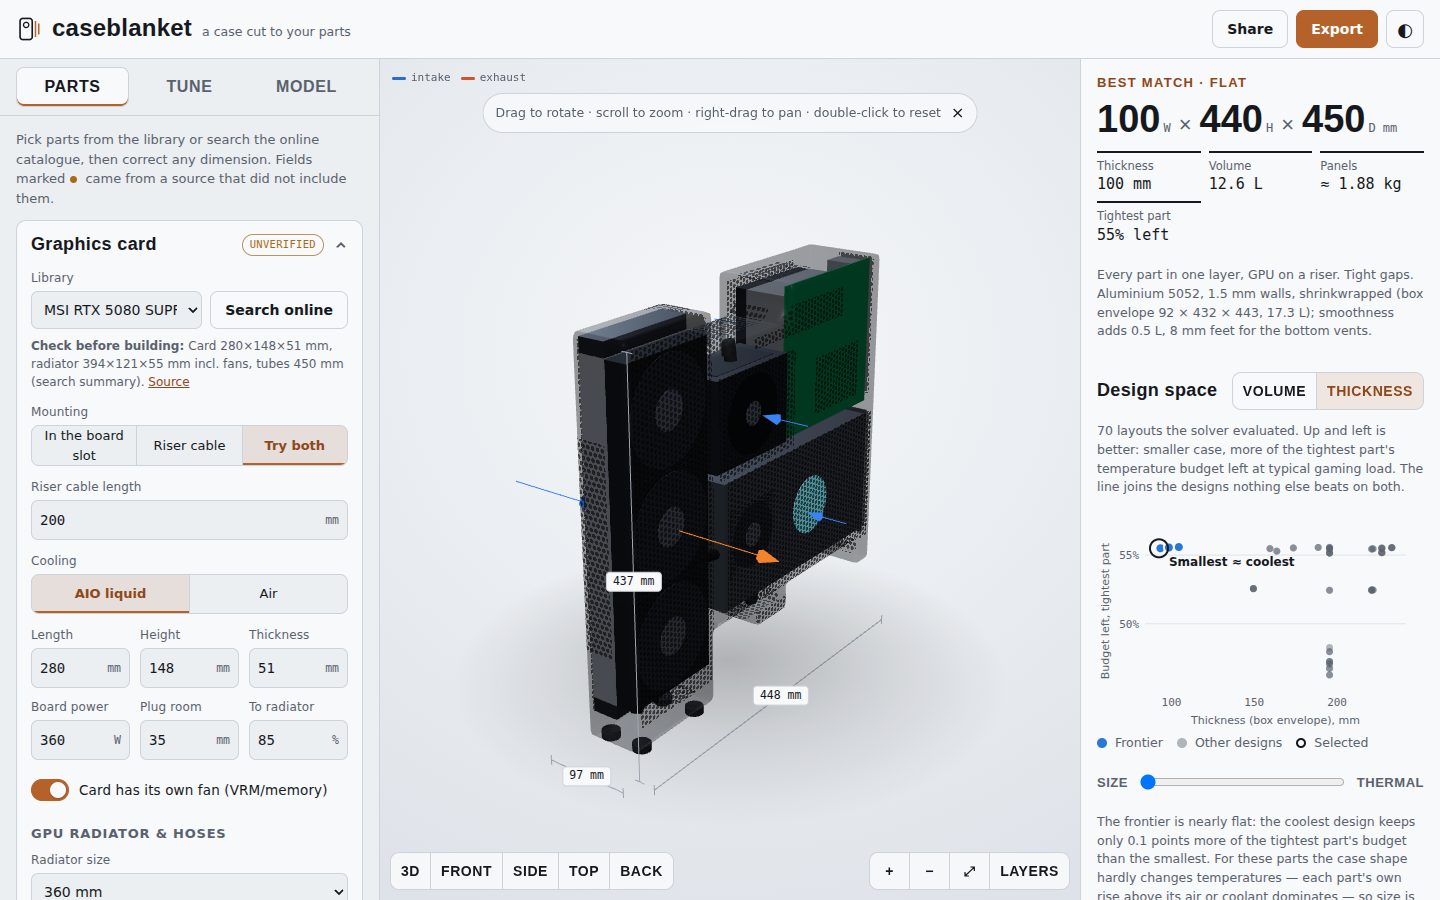 caseblanket a case cut to your parts
Share
Export
PARTS
TUNE
MODEL
Pick parts from the library or search the online
catalogue, then correct any dimension. Fields
marked ● came from a source that did not include
them.
Graphics card
UNVERIFIED
Library
MSI RTX 5080 SUPR
Search online
Check before building: Card 280×148×51 mm,
radiator 394×121×55 mm incl. fans, tubes 450 mm
(search summary). Source
Mounting
In the board
slot
Riser cable
Try both
Riser cable length
200 mm
Cooling
AIO liquid
Air
Length Height Thickness
280 mm 148 mm 51 mm
Board power Plug room To radiator
360 W 35 mm 85 %
Card has its own fan (VRM/memory)
GPU RADIATOR & HOSES
Radiator size
360 mm
intake exhaust
Drag to rotate · scroll to zoom · right-drag to pan · double-click to reset ×
437 mm
448 mm
97 mm
3D FRONT SIDE TOP BACK
+ − ⤢ LAYERS
BEST MATCH · FLAT
100 W × 440 H × 450 D mm
Thickness Volume Panels
100 mm 12.6 L ≈ 1.88 kg
Tightest part
55% left
Every part in one layer, GPU on a riser. Tight gaps.
Aluminium 5052, 1.5 mm walls, shrinkwrapped (box
envelope 92 × 432 × 443, 17.3 L); smoothness
adds 0.5 L, 8 mm feet for the bottom vents.
Design space
VOLUME
THICKNESS
70 layouts the solver evaluated. Up and left is
better: smaller case, more of the tightest part's
temperature budget left at typical gaming load. The
line joins the designs nothing else beats on both.
Budget left, tightest part
55%
50%
Smallest ≈ coolest
100 150 200
Thickness (box envelope), mm
Frontier Other designs Selected
SIZE THERMAL
The frontier is nearly flat: the coolest design keeps
only 0.1 points more of the tightest part's budget
than the smallest. For these parts the case shape
hardly changes temperatures — each part's own
rise above its air or coolant dominates — so size is